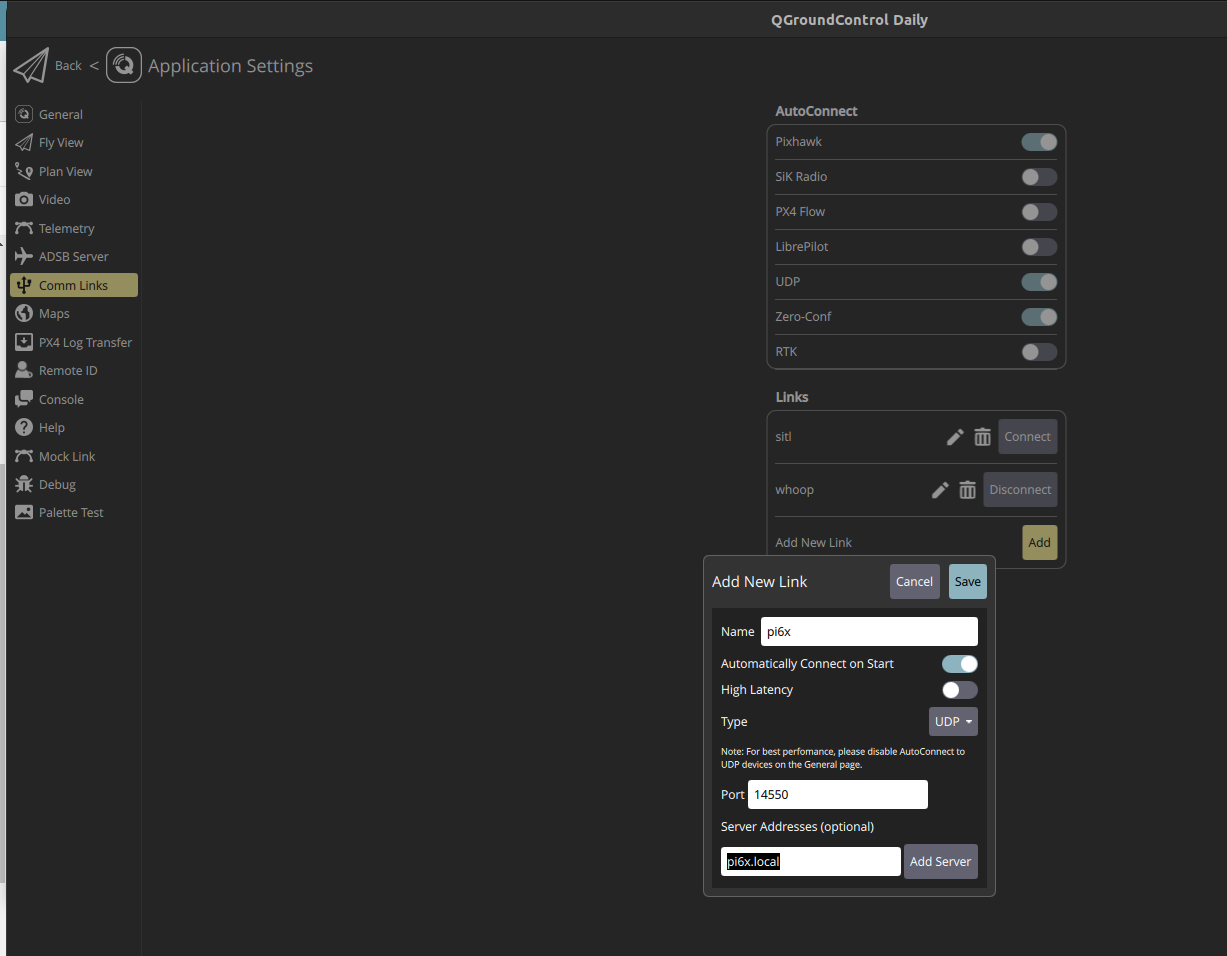 QGroundControl Daily
Back < Application Settings
General
Fly View
Plan View
Video
Telemetry
ADSB Server
Comm Links
Maps
PX4 Log Transfer
Remote ID
Console
Help
Mock Link
Debug
Palette Test
AutoConnect
Pixhawk
SiK Radio
PX4 Flow
LibrePilot
UDP
Zero-Conf
RTK
Links
sitl Connect
whoop Disconnect
Add New Link Add
Add New Link Cancel Save
Name pi6x
Automatically Connect on Start
High Latency
Type UDP
Note: For best perfomance, please disable AutoConnect to
UDP devices on the General page.
Port 14550
Server Addresses (optional)
pi6x.local Add Server